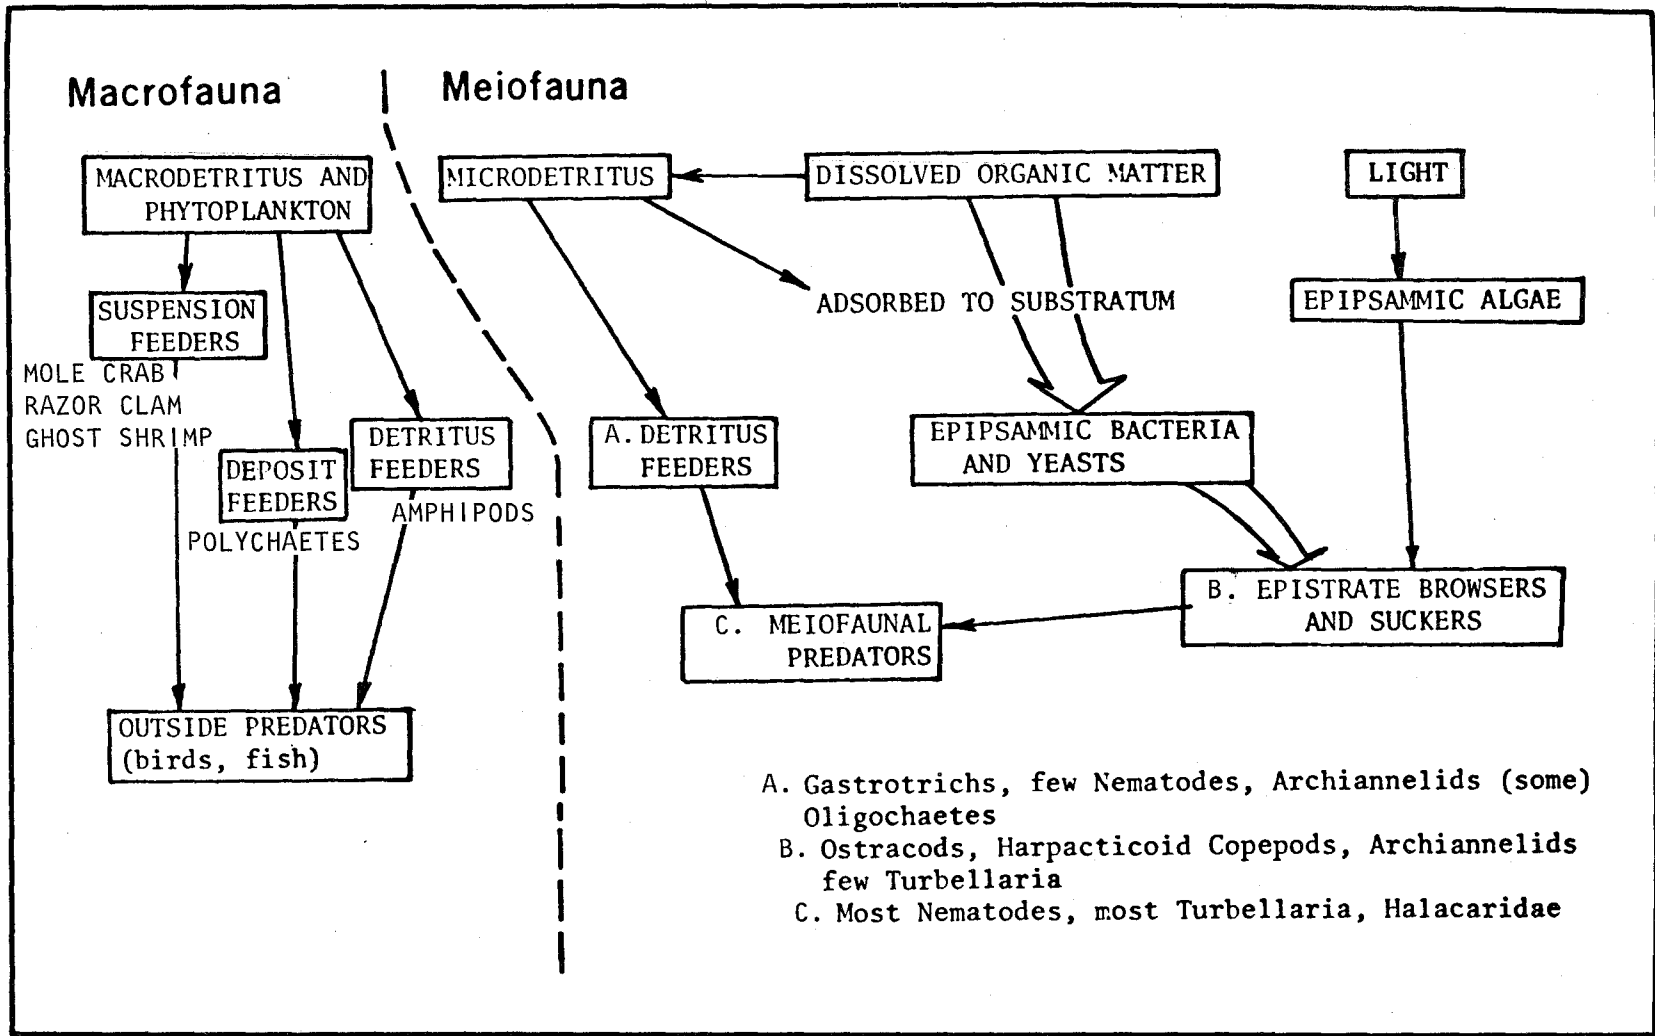 Macrofauna
Meiofauna
MACRODETRITUS AND
PHYTOPLANKTON
MICRODETRITUS
DISSOLVED ORGANIC MATTER
LIGHT
SUSPENSION
FEEDERS
ADSORBED TO SUBSTRATUM
EPIPSAMMIC ALGAE
MOLE CRAB
RAZOR CLAM
GHOST SHRIMP
DEPOSIT
FEEDERS
DETRITUS
FEEDERS
A. DETRITUS
FEEDERS
EPIPSAMMIC BACTERIA
AND YEASTS
POLYCHAETES
AMPHIPODS
C. MEIOFAUNAL
PREDATORS
B. EPISTRATE BROWSERS
AND SUCKERS
OUTSIDE PREDATORS
(birds, fish)
A. Gastrotrichs, few Nematodes, Archiannelids (some)
Oligochaetes
B. Ostracods, Harpacticoid Copepods, Archiannelids
few Turbellaria
C. Most Nematodes, most Turbellaria, Halacaridae